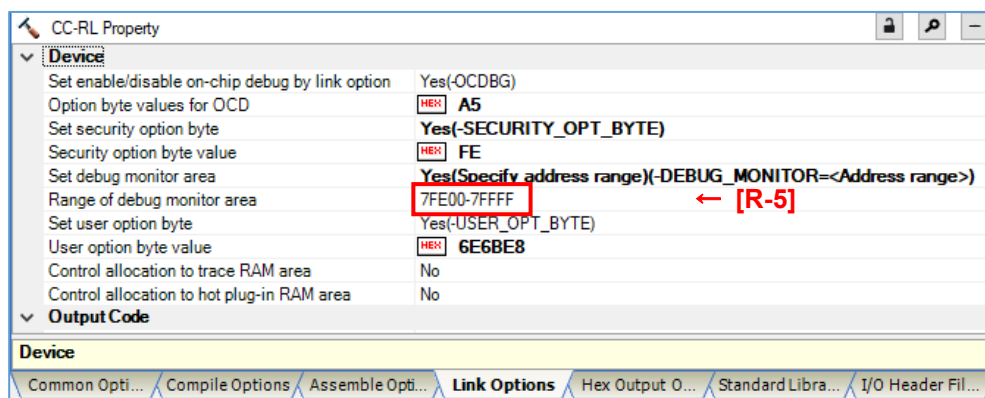 CC-RL Property
Device
Set enable/disable on-chip debug by link option Yes(-OCDBG)
Option byte values for OCD HEX A5
Set security option byte Yes(-SECURITY_OPT_BYTE)
Security option byte value HEX FE
Set debug monitor area Yes(Specify address range)(-DEBUG_MONITOR=<Address range>)
Range of debug monitor area 7FE00-7FFFF ← [R-5]
Set user option byte Yes(-USER_OPT_BYTE)
User option byte value HEX 6E6BE8
Control allocation to trace RAM area No
Control allocation to hot plug-in RAM area No
Output Code
Device
Common Opti... Compile Options Assemble Opti... Link Options Hex Output O... Standard Libra... I/O Header Fil...